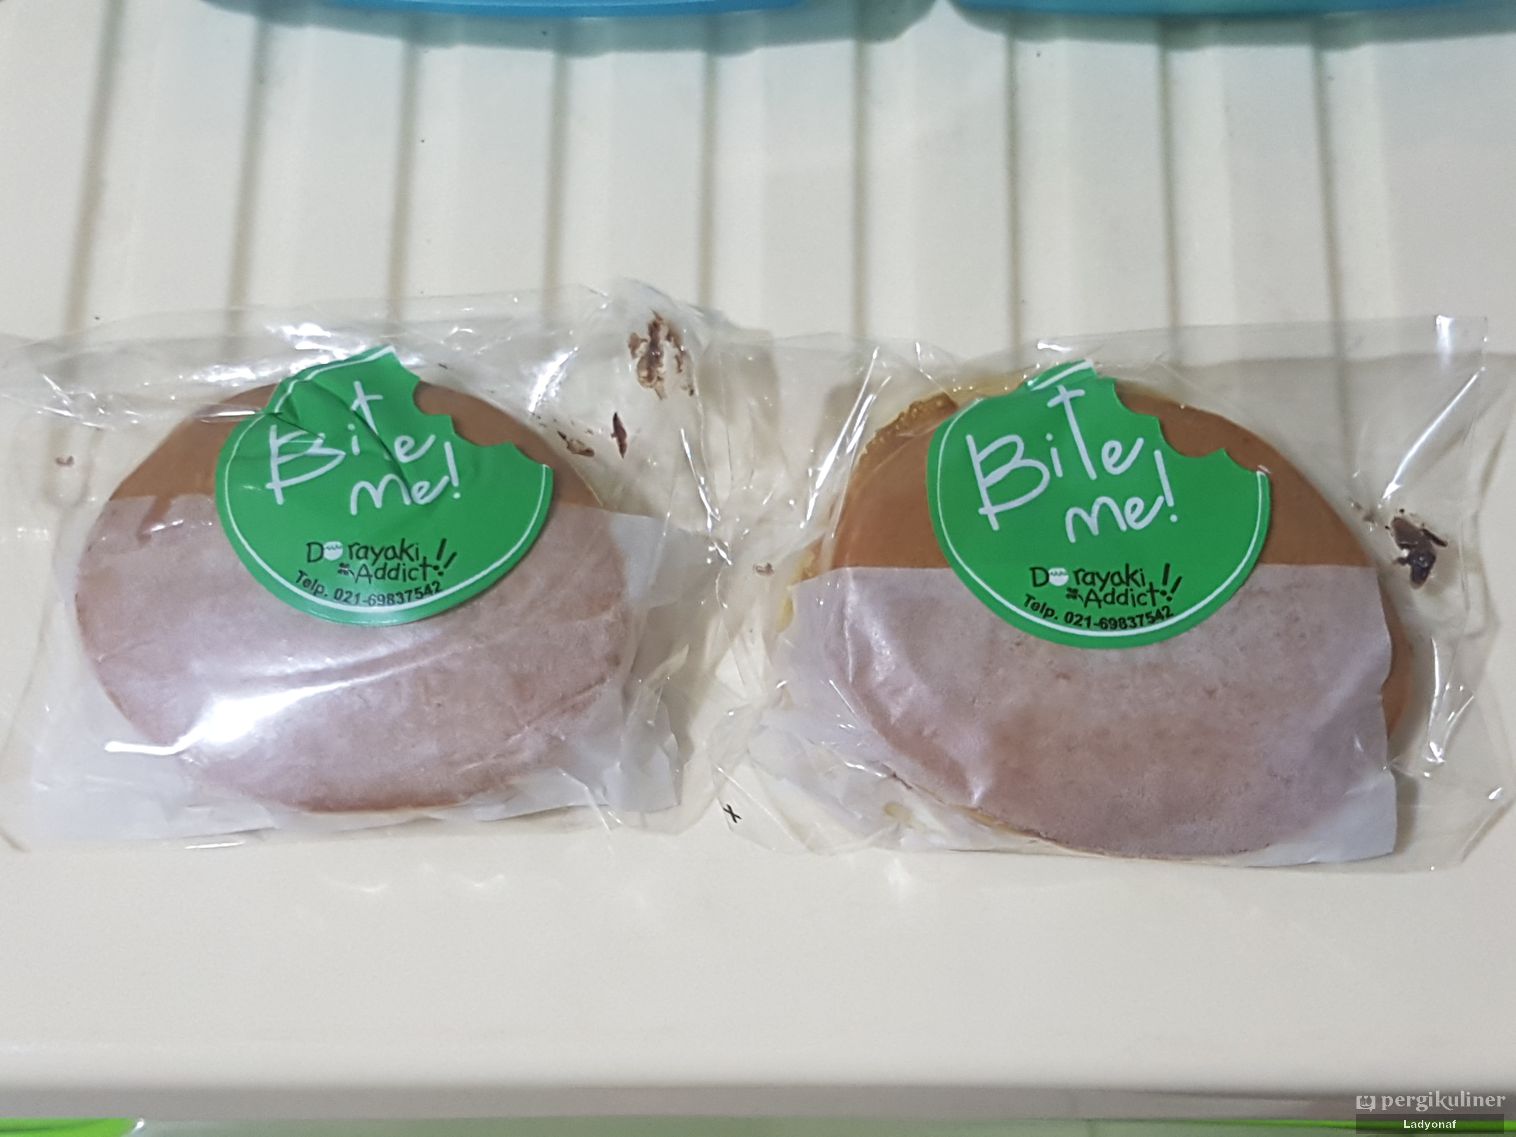 Bite
me!
Dorayaki
Addict!!
Telp. 021-69837542
Bite
me!
Dorayaki
Addict!!
Telp. 021-69837542
pergikuliner
Ladyonaf